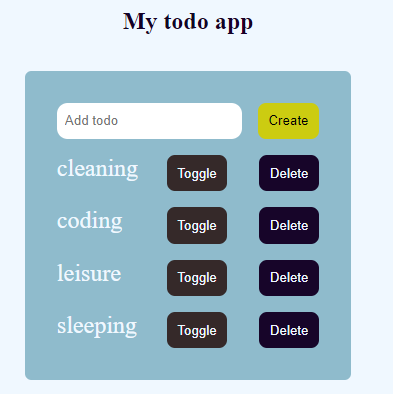 My todo app
Add todo Create
cleaning Toggle Delete
coding Toggle Delete
leisure Toggle Delete
sleeping Toggle Delete